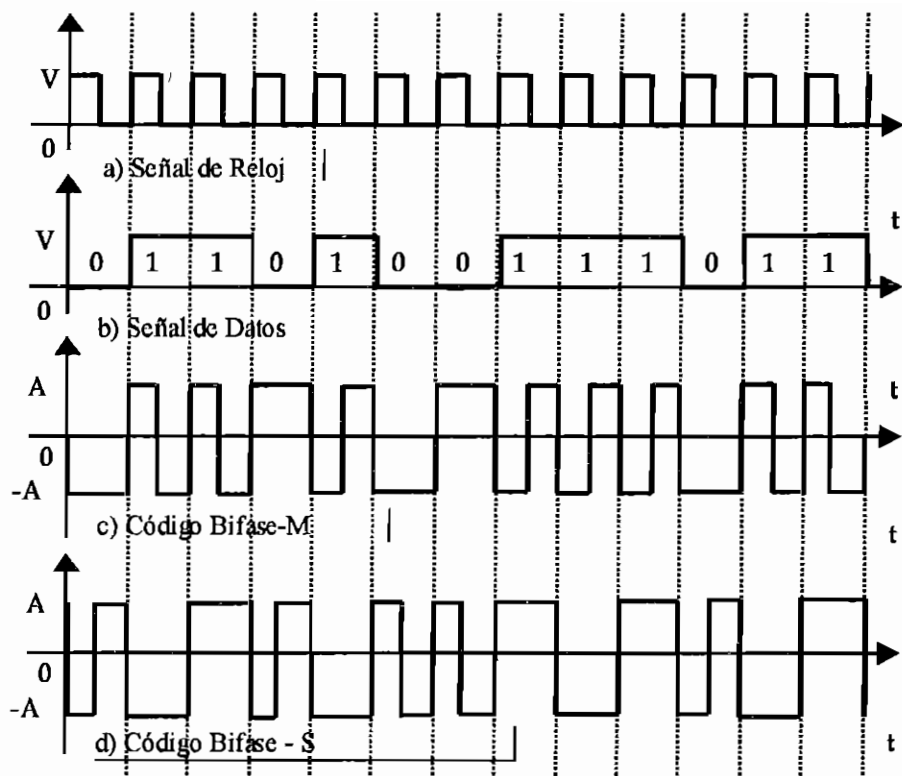 V
0
a) Señal de Reloj
t
V
0 1 1 0 1 0 0 1 1 1 0 1 1
0
b) Señal de Datos
A
t
0
-A
c) Código Bifase-M
t
A
0
-A
d) Código Bifase - S
t